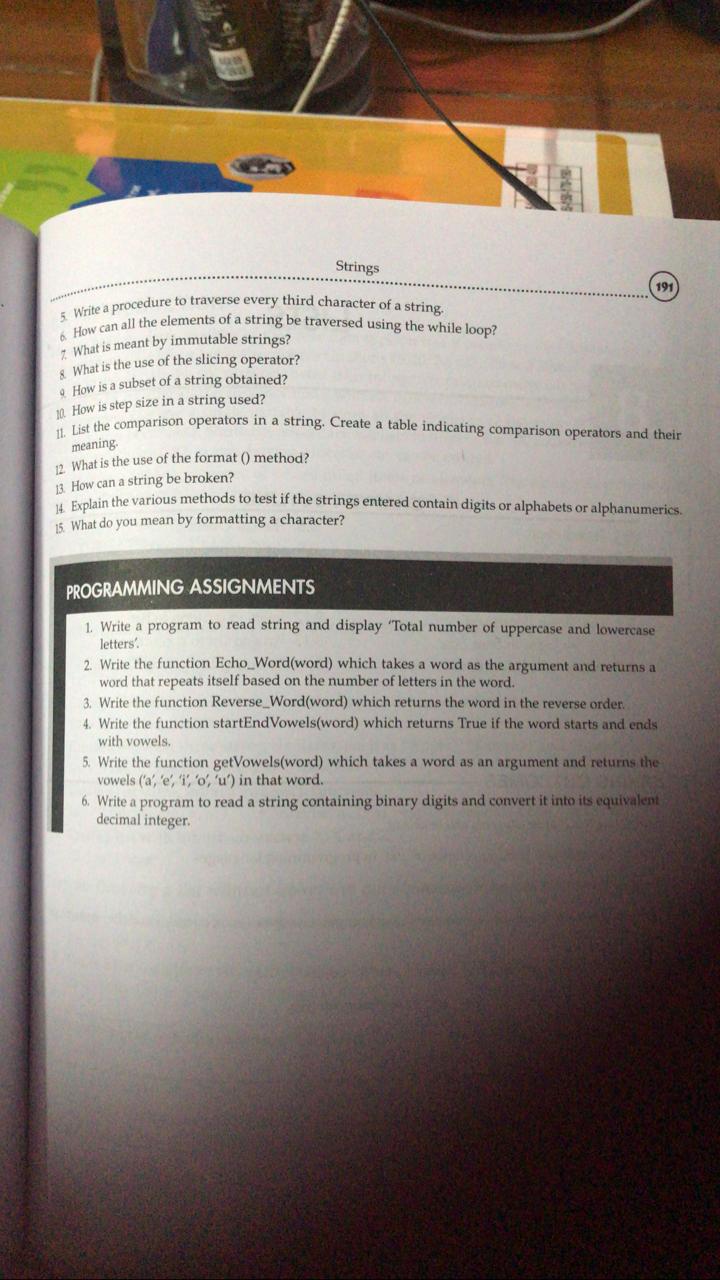 Strings
191
5. Write a procedure to traverse every third character of a string.
6. How can all the elements of a string be traversed using the while loop?
7. What is meant by immutable strings?
8. What is the use of the slicing operator?
9. How is a subset of a string obtained?
10. How is step size in a string used?
11. List the comparison operators in a string. Create a table indicating comparison operators and their
meaning.
12. What is the use of the format () method?
13. How can a string be broken?
14. Explain the various methods to test if the strings entered contain digits or alphabets or alphanumerics.
15. What do you mean by formatting a character?
PROGRAMMING ASSIGNMENTS
1. Write a program to read string and display ‘Total number of uppercase and lowercase
letters’.
2. Write the function Echo_Word(word) which takes a word as the argument and returns a
word that repeats itself based on the number of letters in the word.
3. Write the function Reverse_Word(word) which returns the word in the reverse order.
4. Write the function startEndVowels(word) which returns True if the word starts and ends
with vowels.
5. Write the function getVowels(word) which takes a word as an argument and returns the
vowels (‘a’, ‘e’, ‘i’, ‘o’, ‘u’) in that word.
6. Write a program to read a string containing binary digits and convert it into its equivalent
decimal integer.